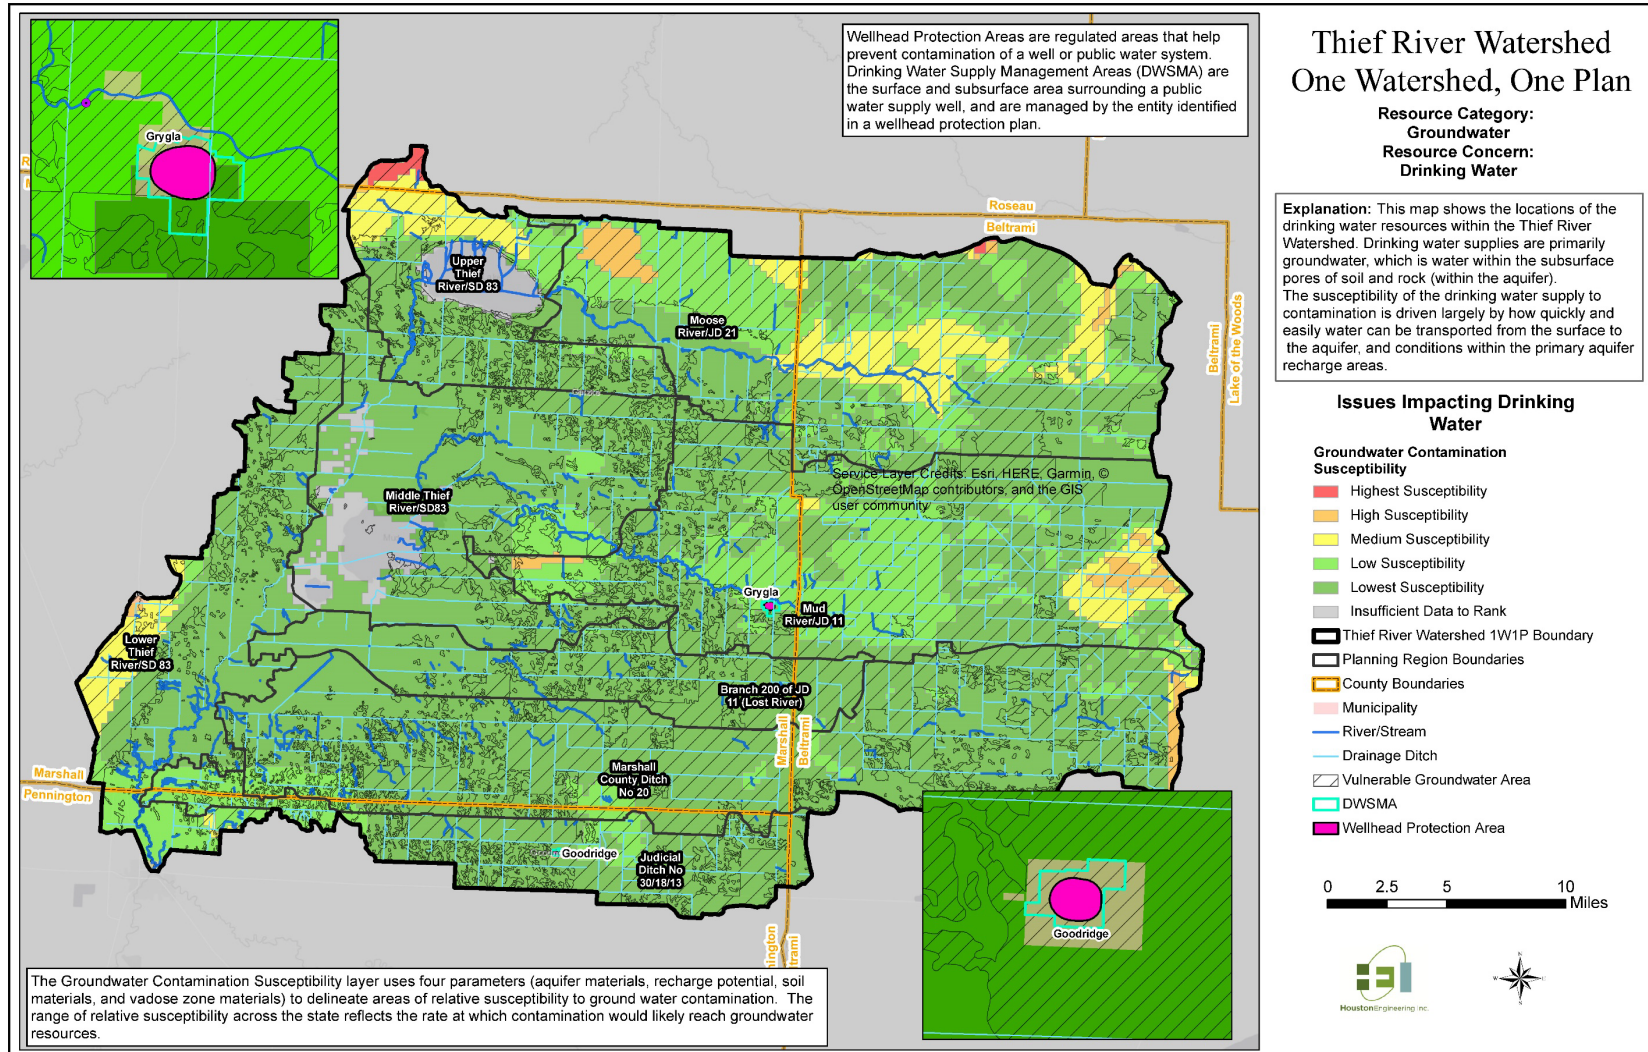 Thief River Watershed
One Watershed, One Plan
Resource Category:
Groundwater
Resource Concern:
Drinking Water
Explanation: This map shows the locations of the
drinking water resources within the Thief River
Watershed. Drinking water supplies are primarily
groundwater, which is water within the subsurface
pores of soil and rock (within the aquifer).
The susceptibility of the drinking water supply to
contamination is driven largely by how quickly and
easily water can be transported from the surface to
the aquifer, and conditions within the primary aquifer
recharge areas.
Issues Impacting Drinking
Water
Groundwater Contamination
Susceptibility
Highest Susceptibility
High Susceptibility
Medium Susceptibility
Low Susceptibility
Lowest Susceptibility
Insufficient Data to Rank
Thief River Watershed 1W1P Boundary
Planning Region Boundaries
County Boundaries
Municipality
River/Stream
Drainage Ditch
Vulnerable Groundwater Area
DWSMA
Wellhead Protection Area
0 2.5 5 10
Miles
HoustonEngineering Inc.
N
W E
S
Wellhead Protection Areas are regulated areas that help
prevent contamination of a well or public water system.
Drinking Water Supply Management Areas (DWSMA) are
the surface and subsurface area surrounding a public
water supply well, and are managed by the entity identified
in a wellhead protection plan.
Grygla
Roseau
Beltrami
Beltrami
Lake of the Woods
Upper
Thief
River/SD 83
Moose
River/JD 21
Service Layer Credits: Esri, HERE, Garmin, ©
OpenStreetMap contributors, and the GIS
user community
Middle Thief
River/SD83
Grygla
Mud
River/JD 11
Lower
Thief
River/SD 83
Branch 200 of JD
11 (Lost River)
Marshall
Beltrami
Marshall
County Ditch
No 20
Marshall
Pennington
Goodridge
Judicial
Ditch No
30/18/13
Goodridge
nington
trami
The Groundwater Contamination Susceptibility layer uses four parameters (aquifer materials, recharge potential, soil
materials, and vadose zone materials) to delineate areas of relative susceptibility to ground water contamination. The
range of relative susceptibility across the state reflects the rate at which contamination would likely reach groundwater
resources.